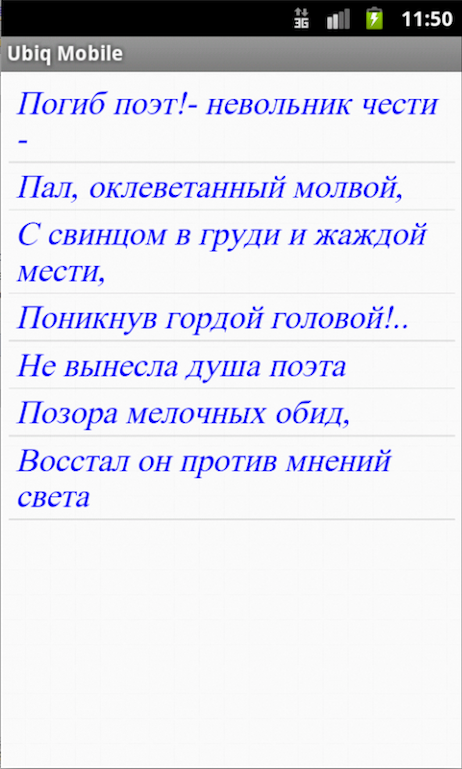 3G 11:50
Ubiq Mobile
Погиб поэт!- невольник чести
-
Пал, оклеветанный молвой,
С свинцом в груди и жаждой
мести,
Поникнув гордой головой!..
Не вынесла душа поэта
Позора мелочных обид,
Восстал он против мнений
света